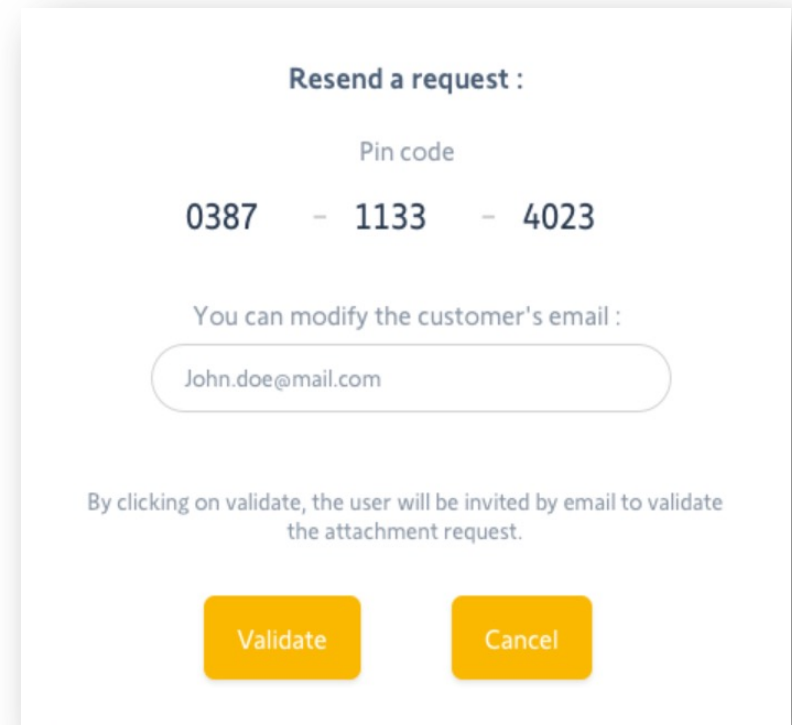 Resend a request :
Pin code
0387 - 1133 - 4023
You can modify the customer's email :
John.doe@mail.com
By clicking on validate, the user will be invited by email to validate
the attachment request.
Validate Cancel